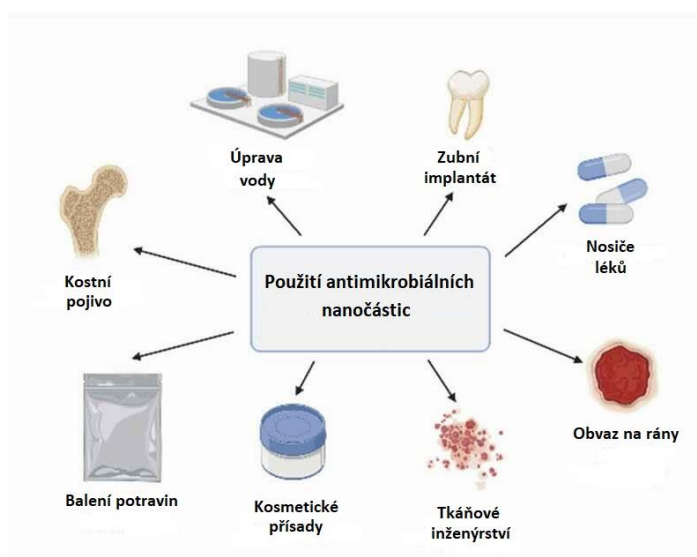 Úprava
vody
Zubní
implantát
Nosiče
léků
Kostní
pojivo
Použití antimikrobiálních
nanočástic
Obvaz na rány
Balení potravin
Kosmetické
přísady
Tkáňové
inženýrství